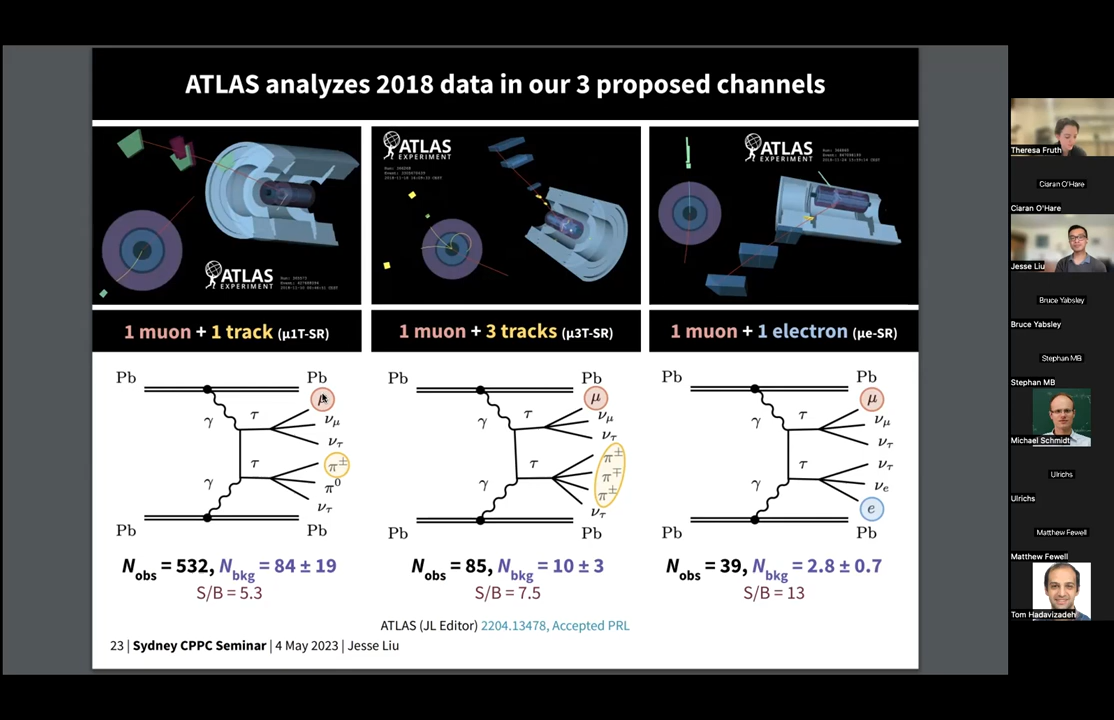 ATLAS analyzes 2018 data in our 3 proposed channels
ATLAS
EXPERIMENT
ATLAS
EXPERIMENT
ATLAS
EXPERIMENT
1 muon + 1 track (μ1T-SR)
1 muon + 3 tracks (μ3T-SR)
1 muon + 1 electron (μe-SR)
Pb Pb
μ
γ τ ν_μ
ν_τ
τ π±
γ π⁰
ν_τ
Pb Pb
Pb Pb
μ
γ τ ν_μ
ν_τ
τ π±
γ π∓
π±
ν_τ
Pb Pb
Pb Pb
μ
γ τ ν_μ
ν_τ
τ ν_τ
γ ν_e
e
Pb Pb
N_obs = 532, N_bkg = 84 ± 19
S/B = 5.3
N_obs = 85, N_bkg = 10 ± 3
S/B = 7.5
N_obs = 39, N_bkg = 2.8 ± 0.7
S/B = 13
ATLAS (JL Editor) 2204.13478, Accepted PRL
23 | Sydney CPPC Seminar | 4 May 2023 | Jesse Liu
Theresa Fruth
Ciaran O'Hare
Ciaran O'Hare
Jesse Liu
Bruce Yabsley
Bruce Yabsley
Stephan MB
Stephan MB
Michael Schmidt
Ulrichs
Ulrichs
Matthew Fewell
Matthew Fewell
Tom Hadavizadeh